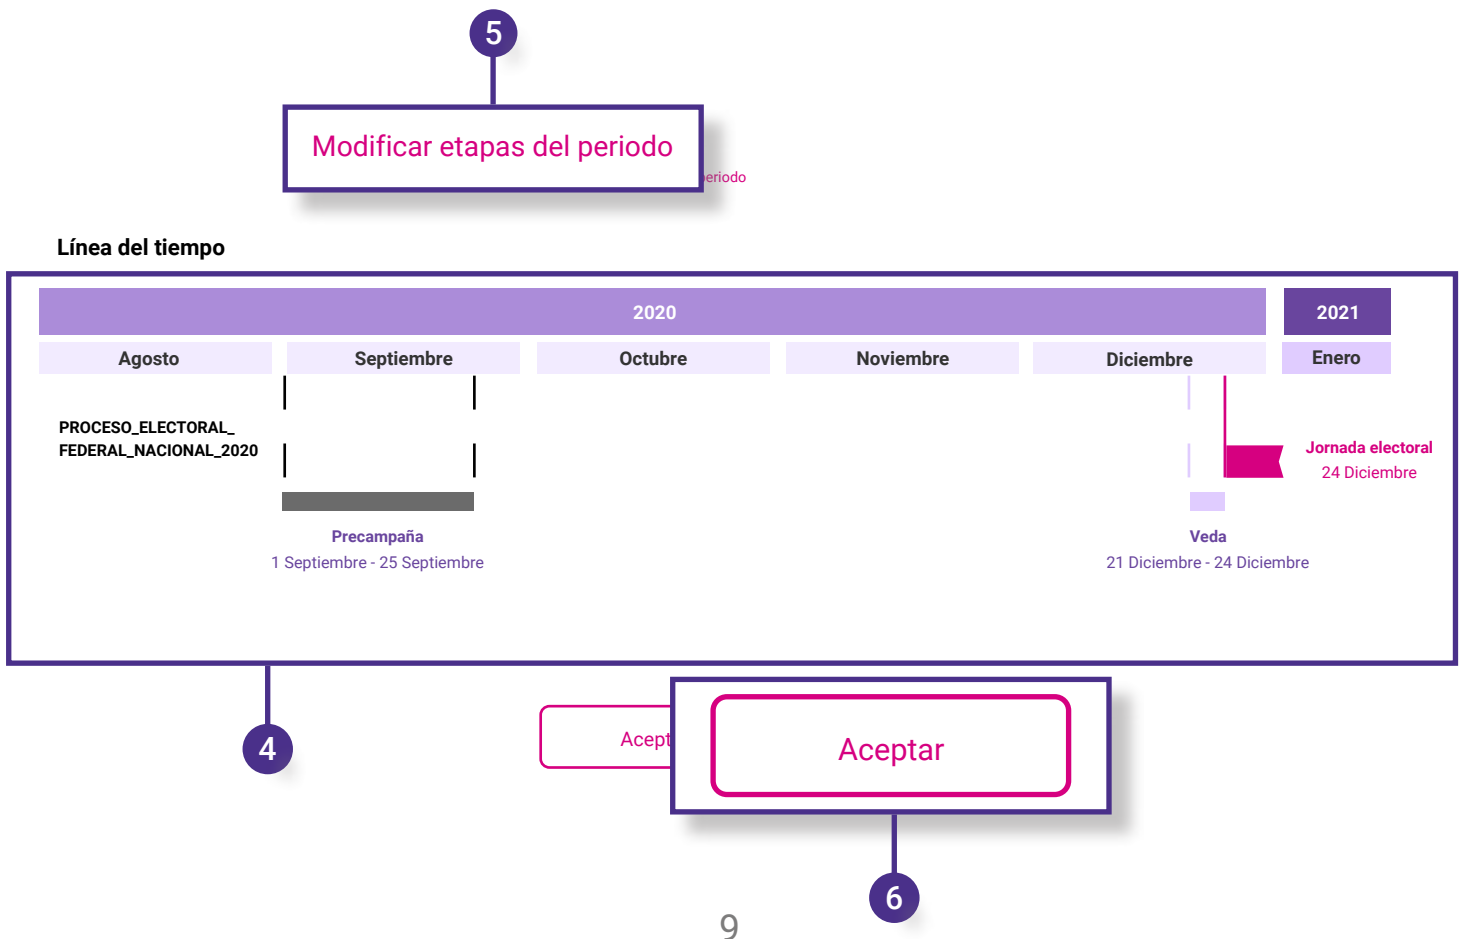 5
Modificar etapas del periodo
periodo
Línea del tiempo
2020
2021
Agosto
Septiembre
Octubre
Noviembre
Diciembre
Enero
PROCESO_ELECTORAL_
FEDERAL_NACIONAL_2020
Jornada electoral
24 Diciembre
Precampaña
1 Septiembre - 25 Septiembre
Veda
21 Diciembre - 24 Diciembre
4
Acept
Aceptar
6
9